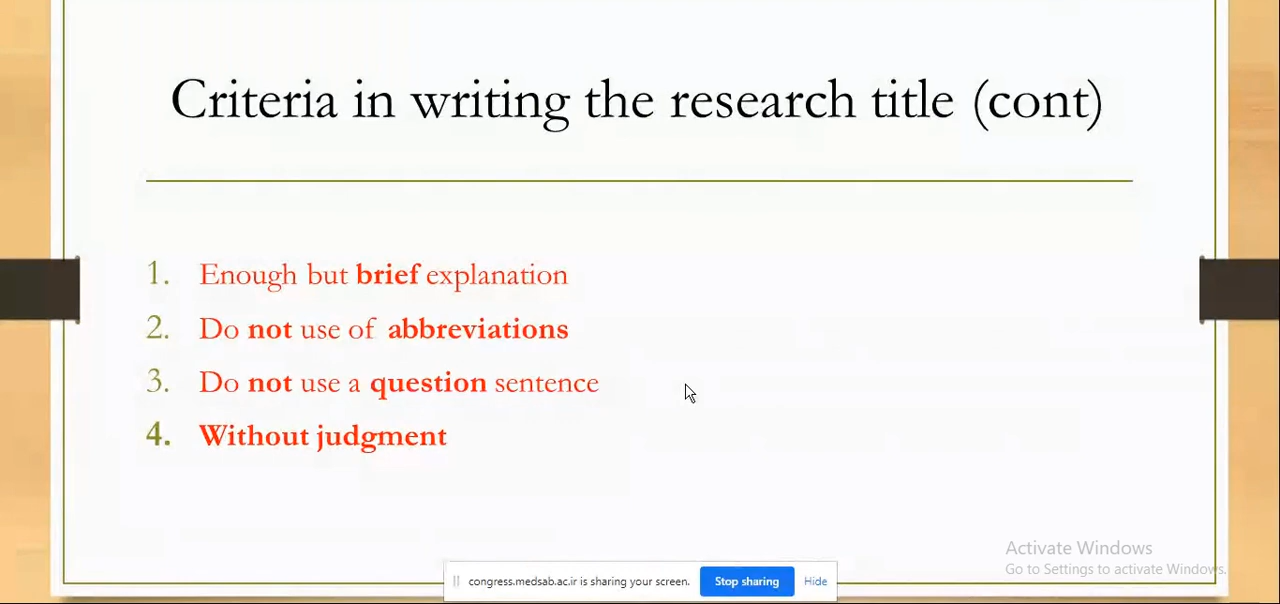 Criteria in writing the research title (cont)
1. Enough but brief explanation
2. Do not use of abbreviations
3. Do not use a question sentence
4. Without judgment
Activate Windows
Go to Settings to activate Windows.
congress.medsab.ac.ir is sharing your screen. Stop sharing Hide